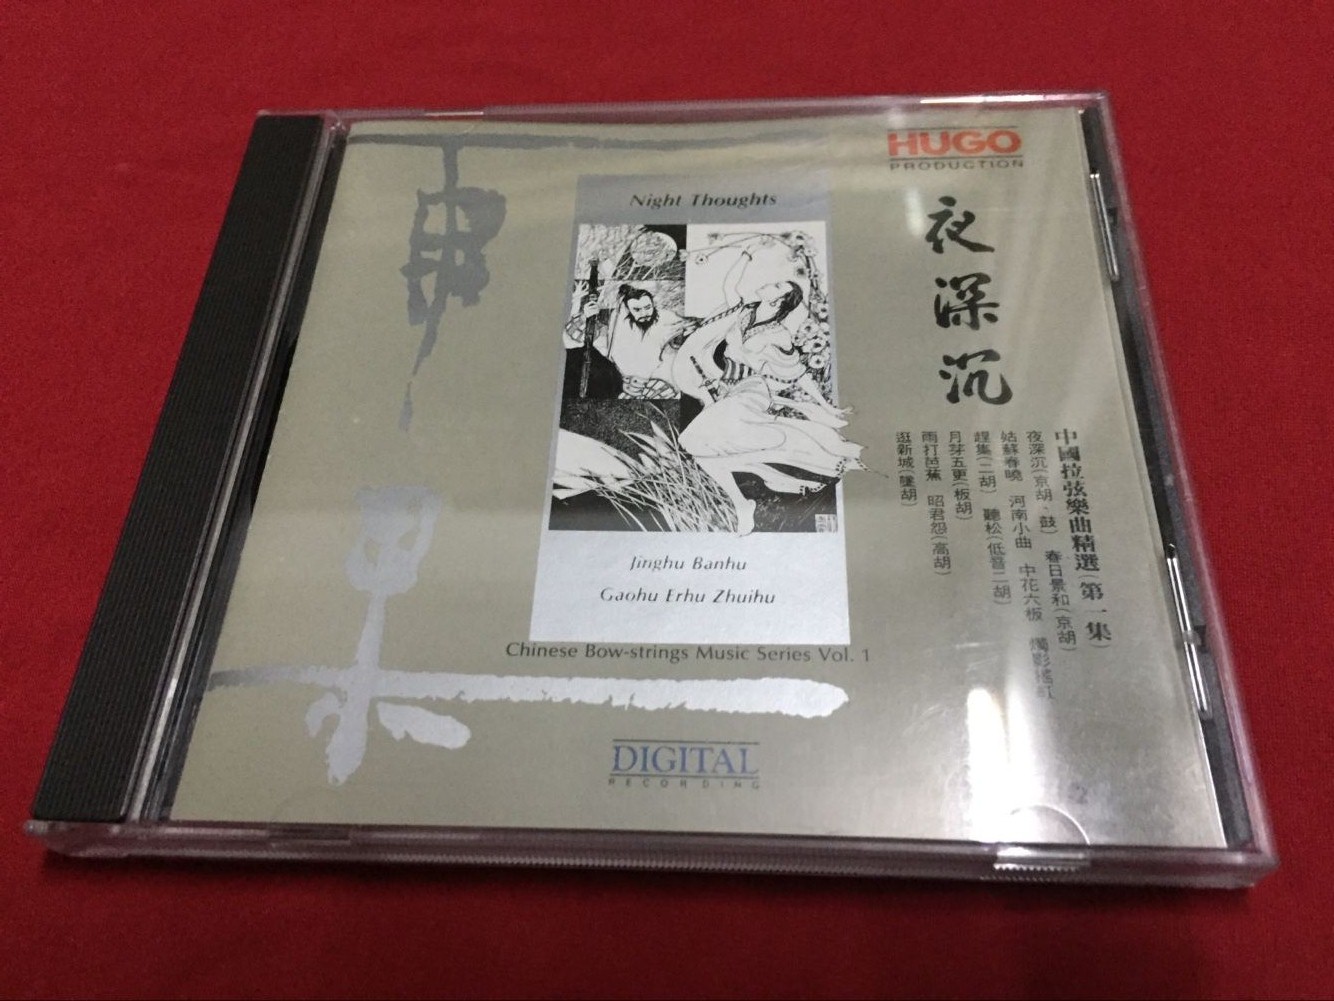 HUGO
PRODUCTION
夜深沉
Night Thoughts
中國拉弦樂曲精選(第一集)
夜深沉(京胡、鼓) 春日景和(京胡)
姑蘇春曉 河南小曲 中花六板 燭影搖紅
趕集(二胡) 聽松(低音二胡)
月芽五更(板胡)
雨打芭蕉 昭君怨(高胡)
逛新城(墜胡)
Jinghu Banhu
Gaohu Erhu Zhuihu
Chinese Bow-strings Music Series Vol. 1
DIGITAL
RECORDING